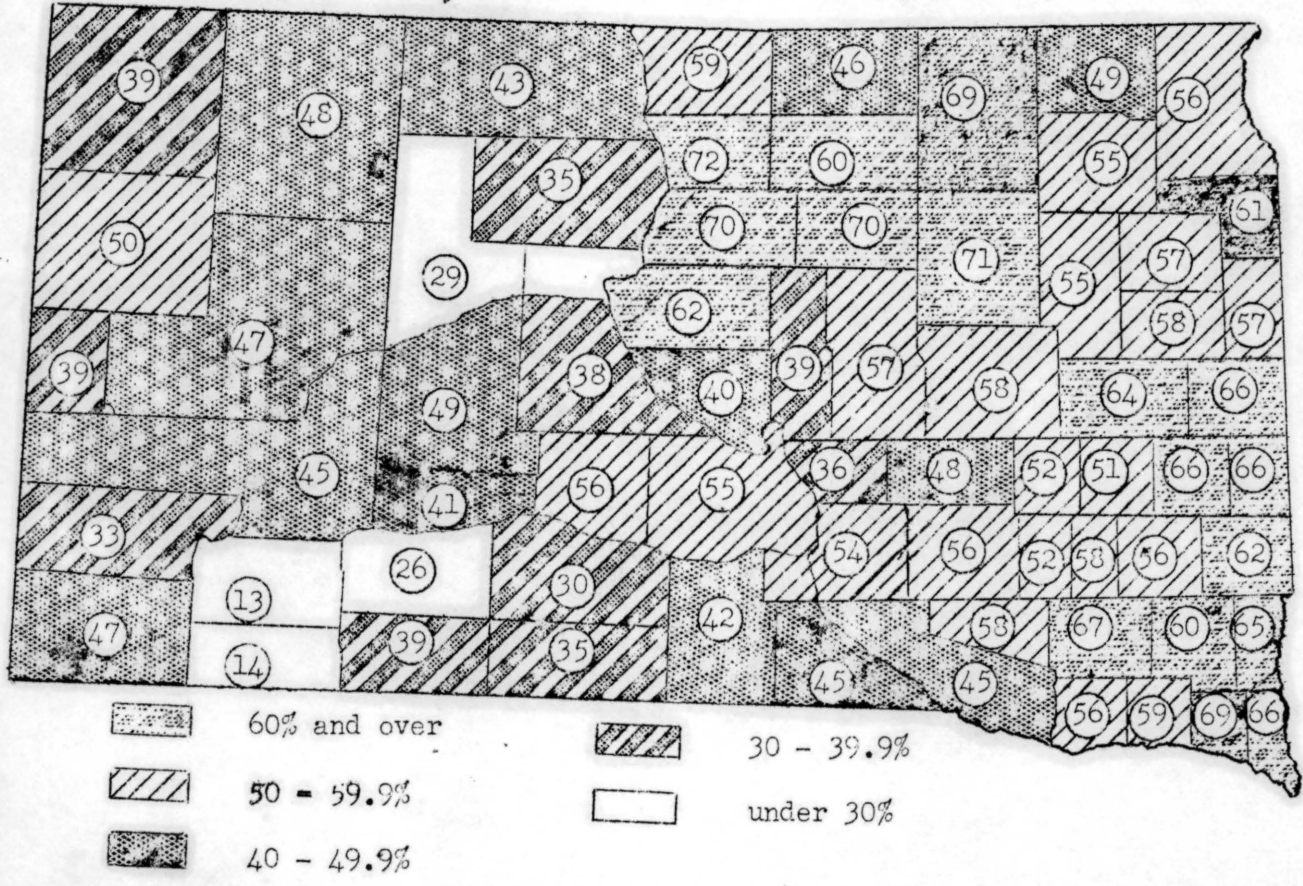 59 46 49
39 43 69 56
48
72 60 55
35
61
50 70 70 57
29 71 55
62 58 57
47
39 38 40 39 57 58 64 66
49
45 36 48 52 51 66 66
41 56 55
33 54 56 52 58 56 62
26 30
13 42 58 67 60 65
47 39 35
14 45 45 56 59 69 66
60% and over
30 - 39.9%
50 - 59.9%
under 30%
40 - 49.9%